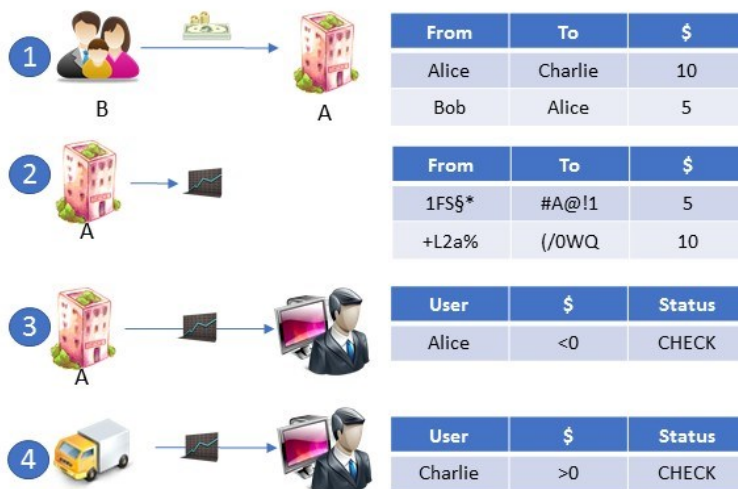 1
B
A
From To $
Alice Charlie 10
Bob Alice 5
2
A
From To $
1FS§* #A@!1 5
+L2a% (/0WQ 10
3
A
User $ Status
Alice <0 CHECK
4
User $ Status
Charlie >0 CHECK